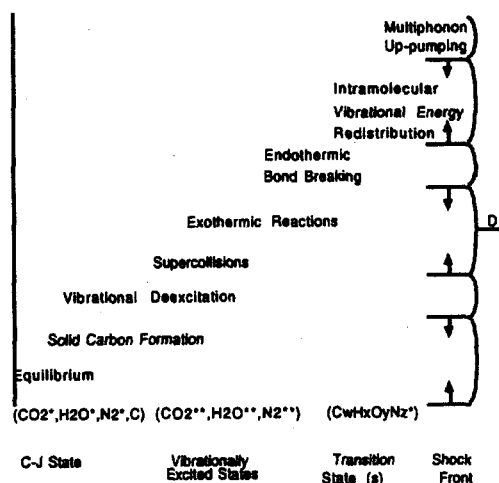 Multiphonon
Up-pumping
Intramolecular
Vibrational Energy
Redistribution
Endothermic
Bond Breaking
Exothermic Reactions
D
Supercollisions
Vibrational Deexcitation
Solid Carbon Formation
Equilibrium
(CO2*,H2O*,N2*,C) (CO2**,H2O**,N2**) (CwHxOyNz*)
C-J State Vibrationally Transition Shock
Excited States State (s) Front